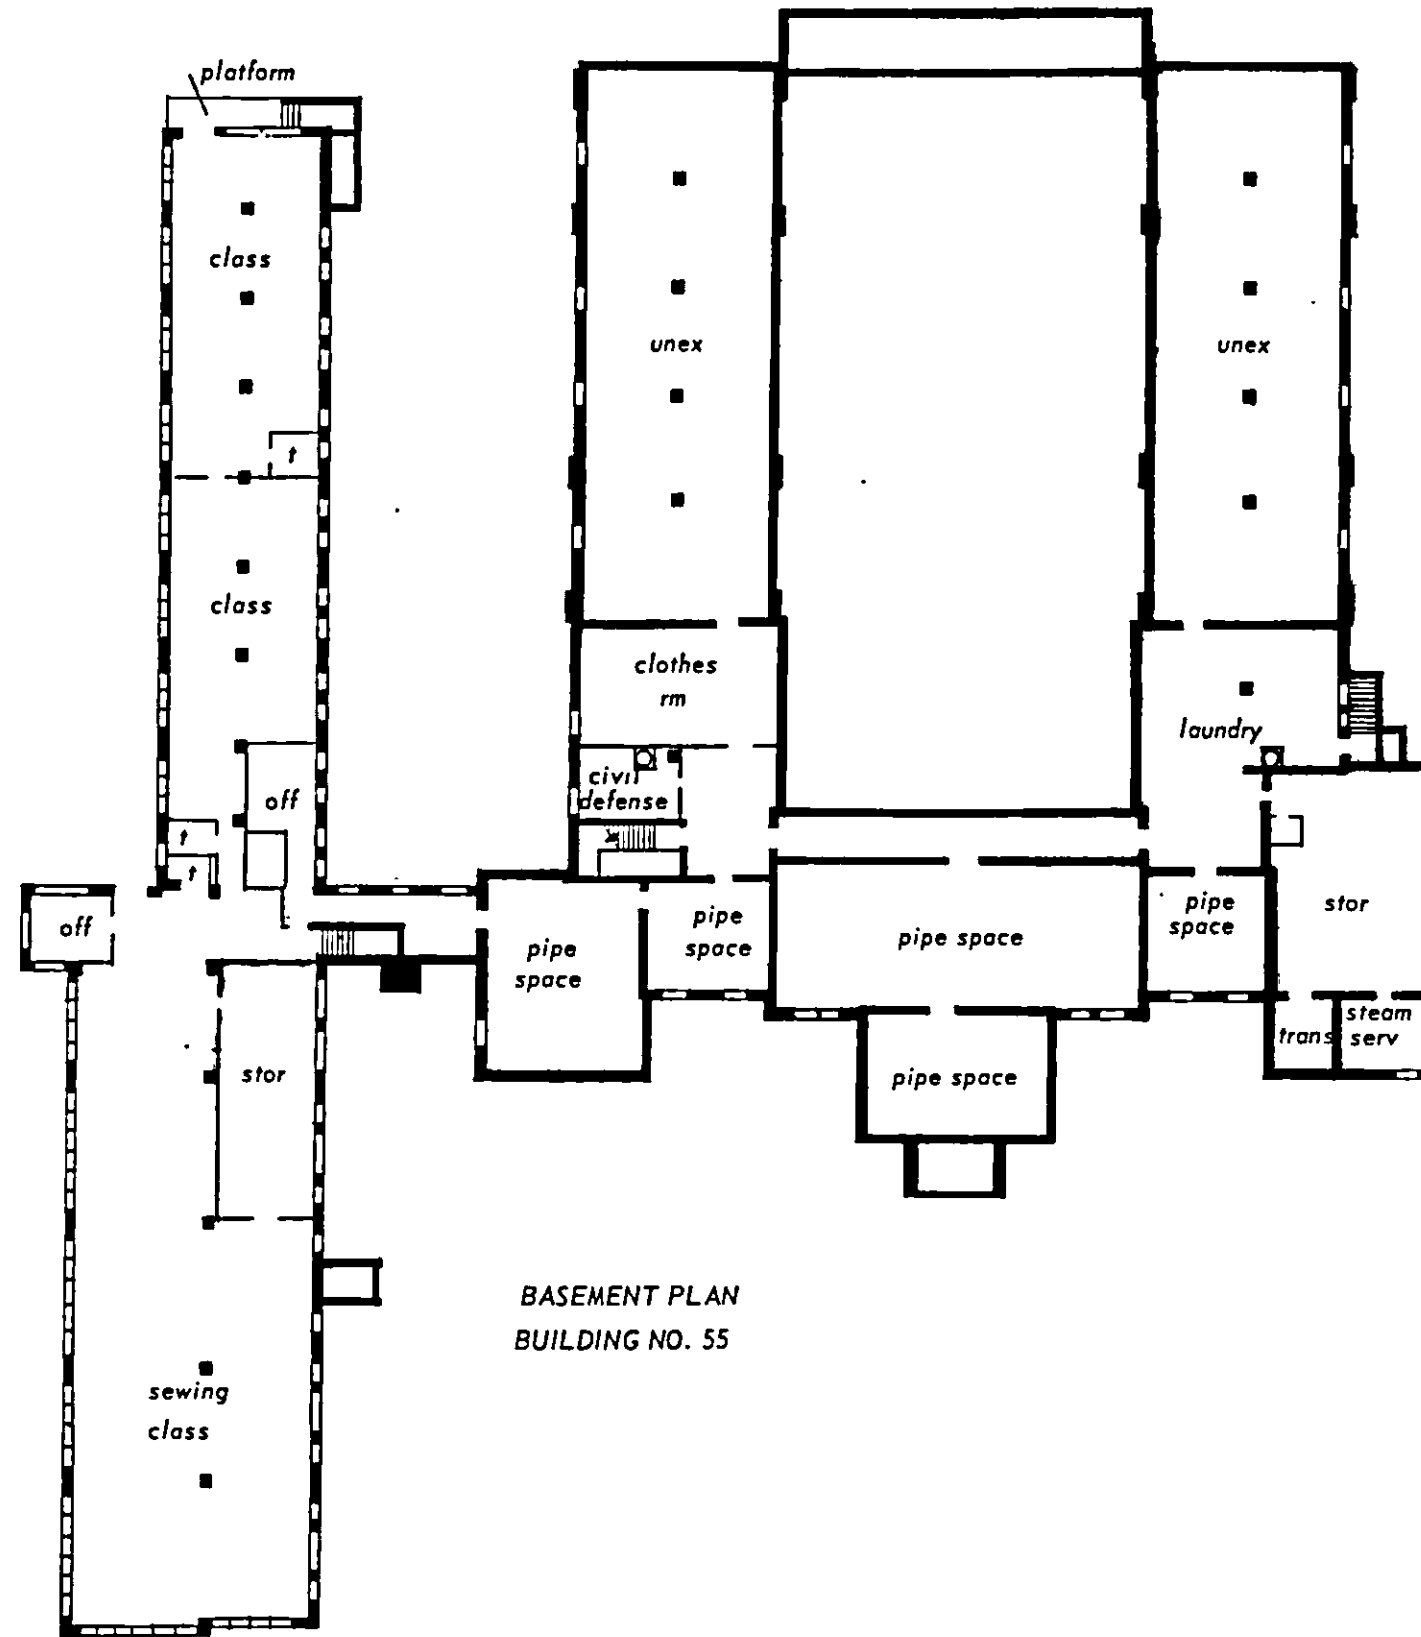 platform
class
unex
unex
t
class
clothes
rm
laundry
civil
defense
off
t
t
off
pipe
space
pipe
space
pipe space
pipe
space
stor
stor
trans
steam
serv
pipe space
BASEMENT PLAN
BUILDING NO. 55
sewing
class